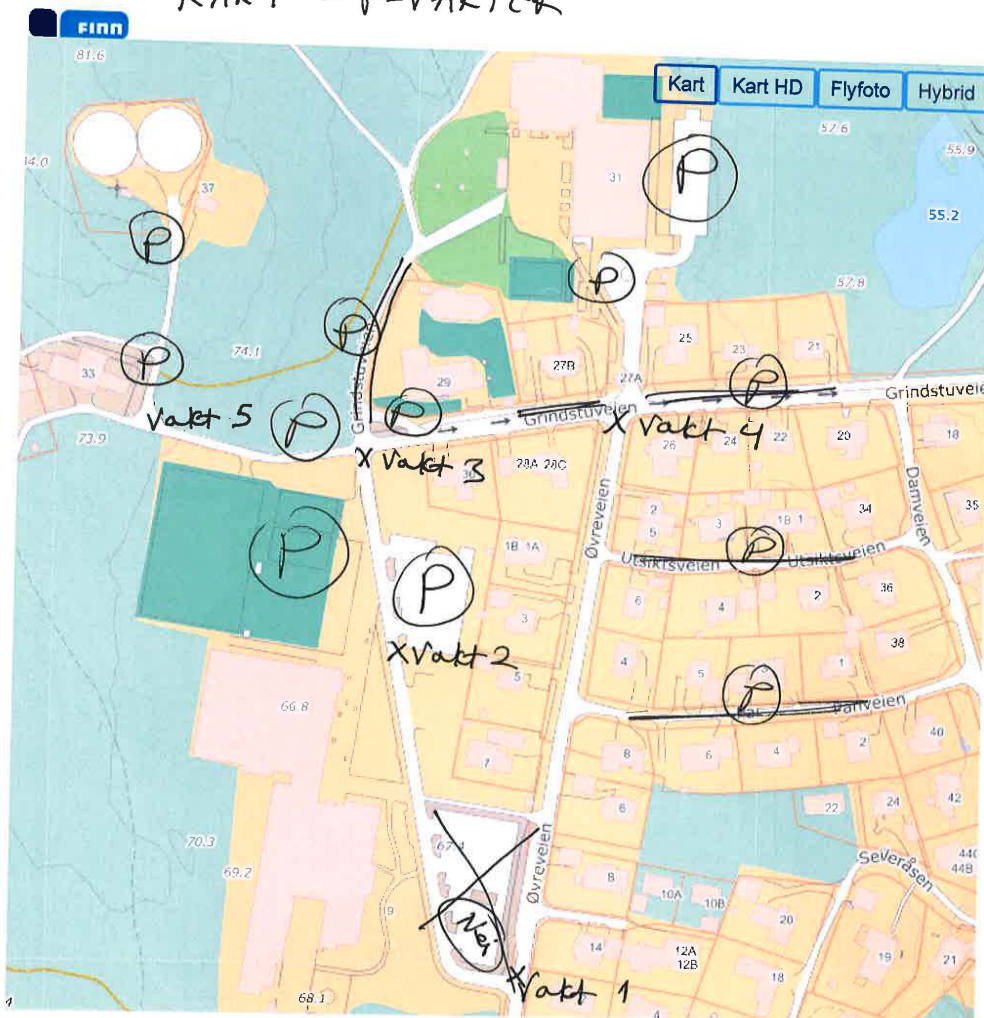 KART - P-VAKTER
FINN
Kart Kart HD Flyfoto Hybrid
81.6
57.6
55.9
P
31
37
55.2
P
P
57.8
P
25
23
21
P
74.1
27B
27A
33
29
P
P
Grindstuveien
Vakt 5
P
Grindstuveien
X Vakt 4
73.9
X Vakt 3
30
28A 28C
26
24
22
20
18
Damveien
Øvreveien
2
5
3
1B 1
34
35
P
1B 1A
P
Utsiktsveien
Utsiktsveien
P
6
4
2
36
3
X Vakt 2
4
5
1
38
5
P
66.8
7
8
6
4
2
40
67.4
6
22
24
42
70.3
69.2
Øvreveien
Severåsen
44B
8
10A
10B
19
Nei
20
14
12A
12B
18
19
21
68.1
X Vakt 1
4